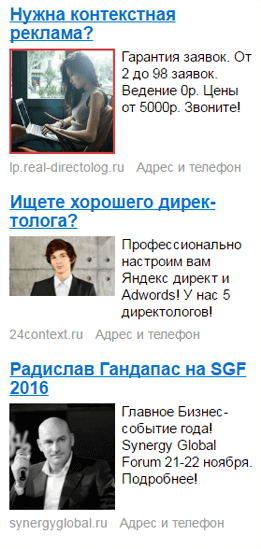 Нужна контекстная
реклама?
Гарантия заявок. От
2 до 98 заявок.
Ведение 0р. Цены
от 5000р. Звоните!
lp.real-directolog.ru Адрес и телефон
Ищете хорошего дирек-
толога?
Профессионально
настроим вам
Яндекс директ и
Adwords! У нас 5
директологов!
24context.ru Адрес и телефон
Радислав Гандапас на SGF
2016
Главное Бизнес-
событие года!
Synergy Global
Forum 21-22 ноября.
Подробнее!
synergyglobal.ru Адрес и телефон